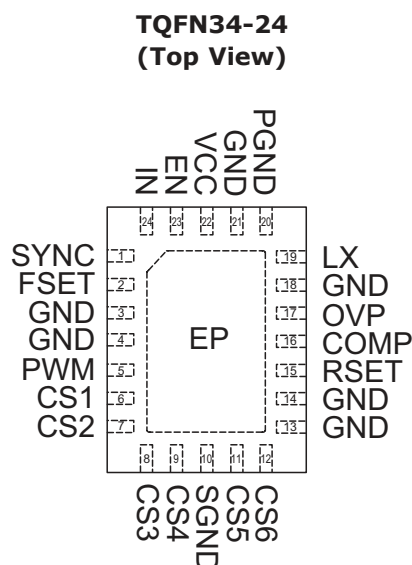 TQFN34-24
(Top View)
IN
EN
VCC
GND
PGND
24
23
22
21
20
SYNC
1
FSET
2
GND
3
GND
4
PWM
5
CS1
6
CS2
7
EP
19
LX
18
GND
17
OVP
16
COMP
15
RSET
14
GND
13
GND
8
9
10
11
12
CS3
CS4
SGND
CS5
CS6